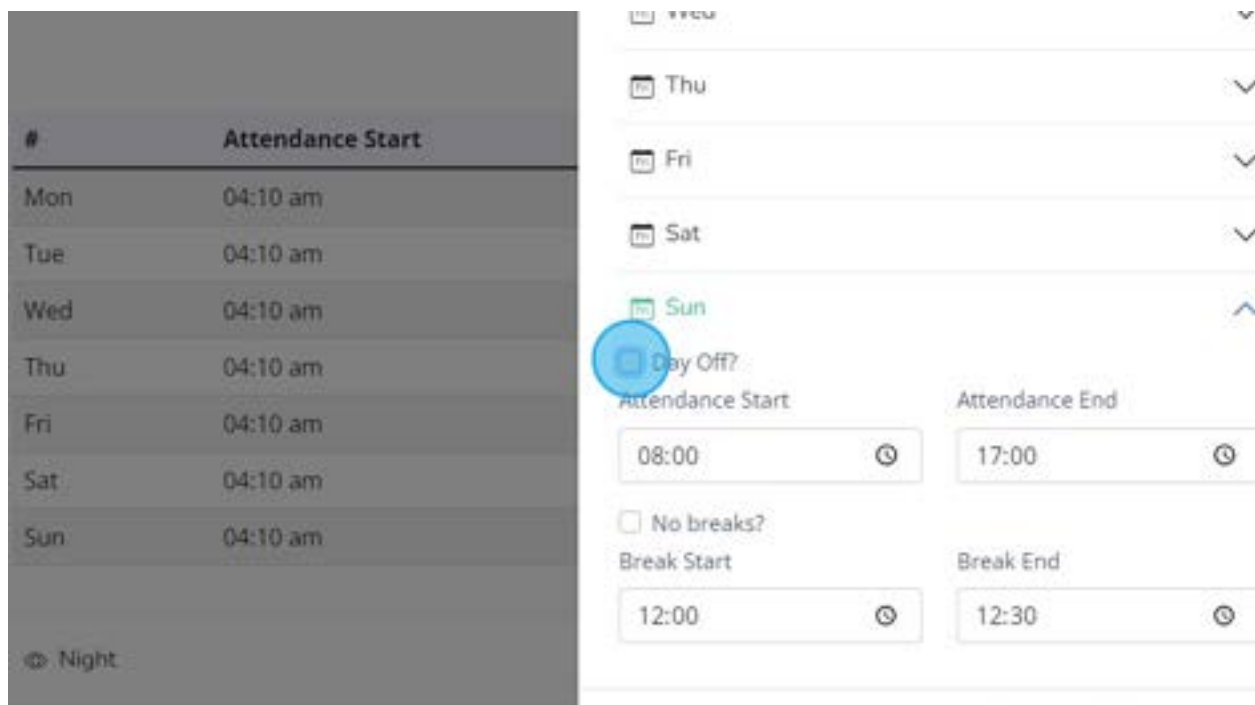 # Attendance Start
Mon 04:10 am
Tue 04:10 am
Wed 04:10 am
Thu 04:10 am
Fri 04:10 am
Sat 04:10 am
Sun 04:10 am
Night
Wed
Thu
Fri
Sat
Sun
Day Off?
Attendance Start Attendance End
08:00 17:00
No breaks?
Break Start Break End
12:00 12:30